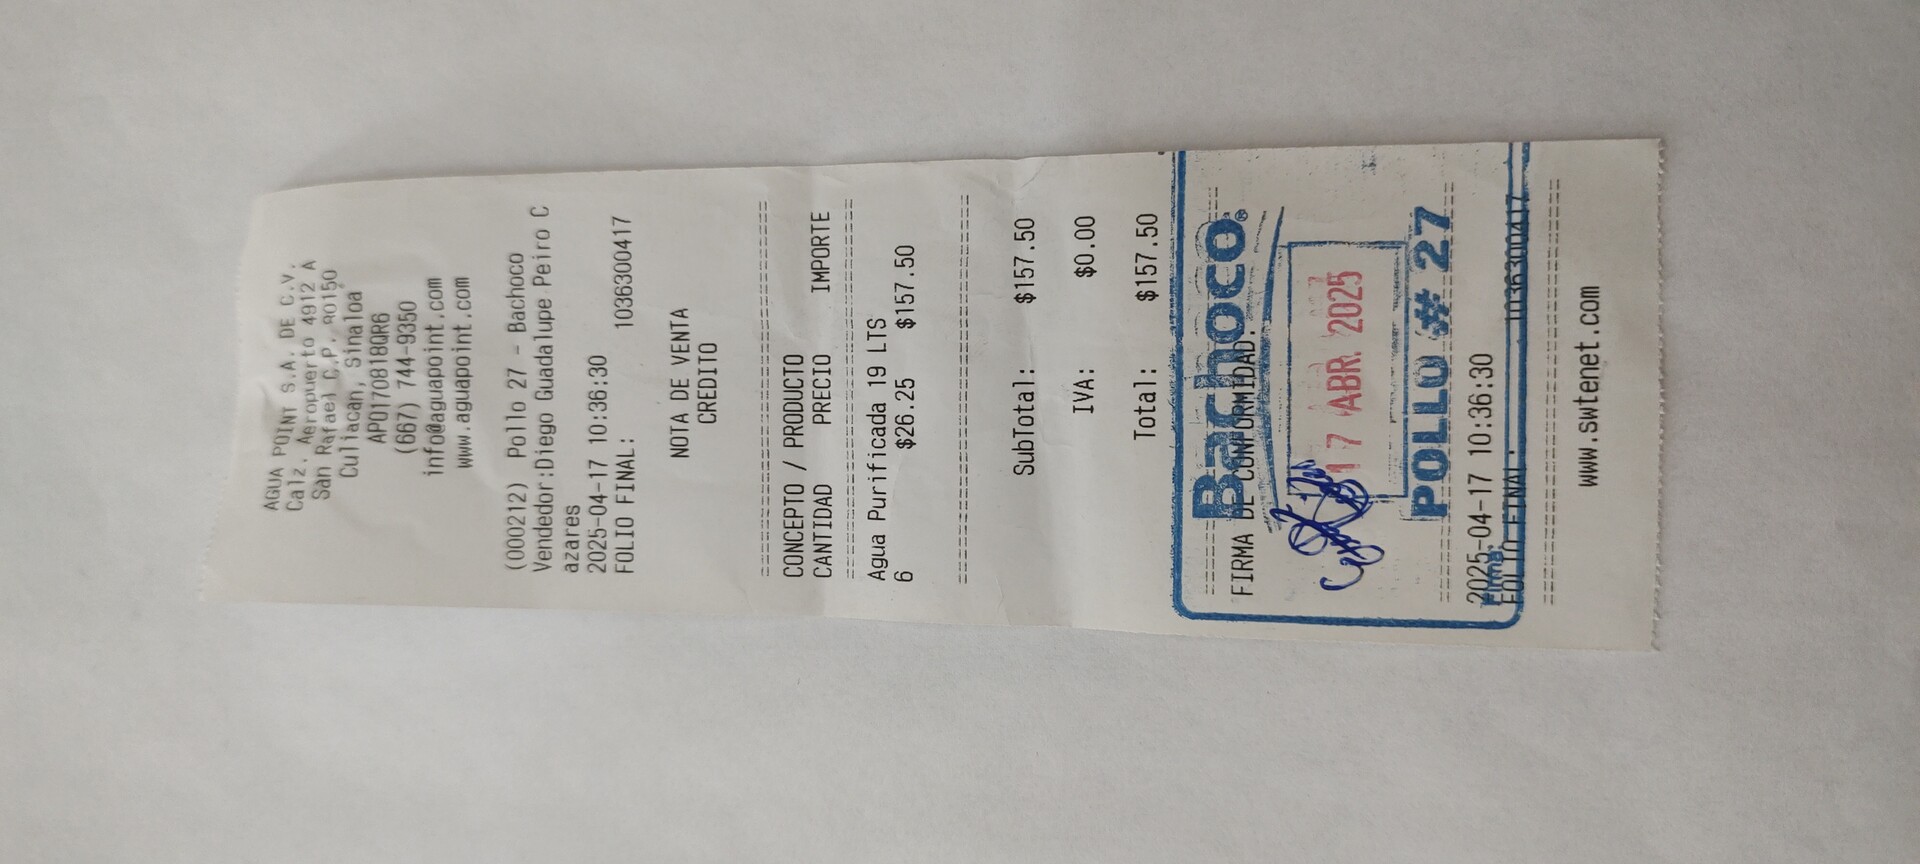 AGUA POINT S.A. DE C.V.
Calz. Aeropuerto 4912 A
San Rafael C.P. 80150
Culiacan, Sinaloa
APO170818QR6
(667) 744-9350
info@aguapoint.com
www.aguapoint.com
(000212) Pollo 27 - Bachoco
Vendedor:Diego Guadalupe Peiro C
azares
2025-04-17 10:36:30
FOLIO FINAL: 1036300417
NOTA DE VENTA
CREDITO
CONCEPTO / PRODUCTO
CANTIDAD PRECIO IMPORTE
Agua Purificada 19 LTS
6 $26.25 $157.50
SubTotal: $157.50
IVA: $0.00
Total: $157.50
Bachoco®
FIRMA DE CONFORMIDAD:
17 ABR. 2025
POLLO # 27
2025-04-17 10:36:30
Firma:
FOLIO FINAL: 1036300417
www.swtenet.com